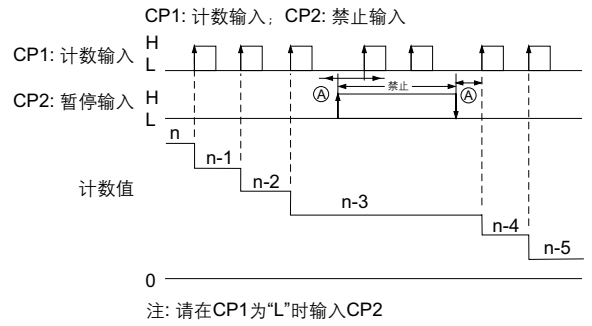 CP1: 计数输入; CP2: 禁止输入
CP1: 计数输入 H
L
禁止
CP2: 暂停输入 H
L
Ⓐ Ⓐ
n
n-1
n-2
计数值
n-3
n-4
n-5
0
注: 请在CP1为“L”时输入CP2